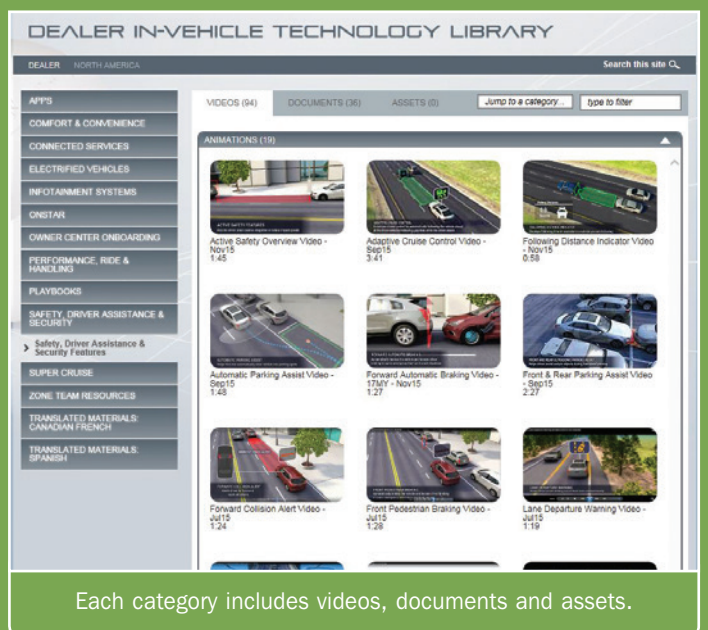 DEALER IN-VEHICLE TECHNOLOGY LIBRARY
DEALER NORTH AMERICA
Search this site
APPS
COMFORT & CONVENIENCE
CONNECTED SERVICES
ELECTRIFIED VEHICLES
INFOTAINMENT SYSTEMS
ONSTAR
OWNER CENTER ONBOARDING
PERFORMANCE, RIDE &
HANDLING
PLAYBOOKS
SAFETY, DRIVER ASSISTANCE &
SECURITY
Safety, Driver Assistance &
Security Features
SUPER CRUISE
ZONE TEAM RESOURCES
TRANSLATED MATERIALS:
CANADIAN FRENCH
TRANSLATED MATERIALS:
SPANISH
VIDEOS (94) DOCUMENTS (36) ASSETS (0) Jump to a category... type to filter
ANIMATIONS (19)
ACTIVE SAFETY FEATURES
Active Safety Overview Video -
Nov15
1:45
Adaptive Cruise Control Video -
Sep15
3:41
Following Distance Indicator Video
- Nov15
0:58
AUTOMATIC PARKING ASSIST
Automatic Parking Assist Video -
Sep15
1:48
Forward Automatic Braking Video -
17MY - Nov15
1:27
Front & Rear Parking Assist Video
- Sep15
2:27
Forward Collision Alert Video -
Jul15
1:24
Front Pedestrian Braking Video -
Jul15
1:28
Lane Departure Warning Video -
Jul15
1:19
Each category includes videos, documents and assets.